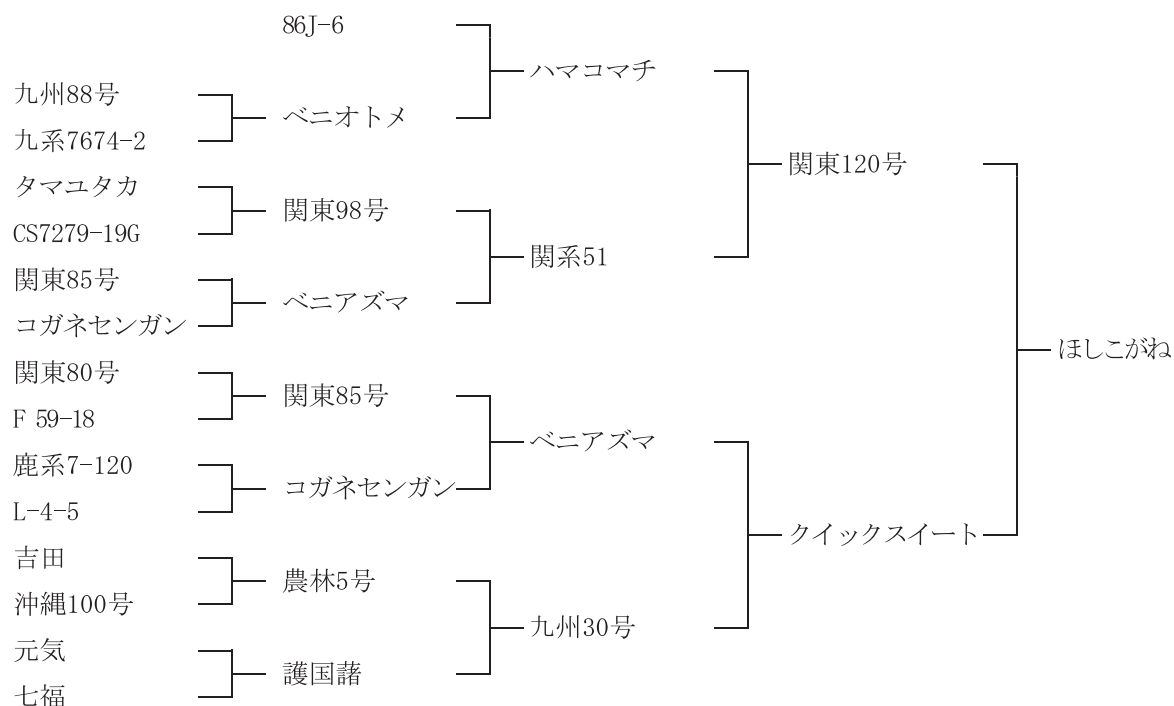 86J-6
ハマコマチ
九州88号
ベニオトメ
九系7674-2
関東120号
タマユタカ
関東98号
CS7279-19G
関系51
関東85号
ベニアズマ
コガネセンガン
ほしこがね
関東80号
関東85号
F 59-18
ベニアズマ
鹿系7-120
コガネセンガン
L-4-5
クイックスイート
吉田
農林5号
沖縄100号
九州30号
元気
護国藷
七福